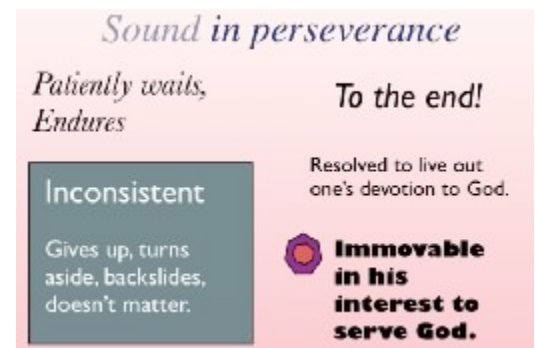 Sound in perseverance
Patiently waits,
Endures
To the end!
Inconsistent
Gives up, turns
aside, backslides,
doesn't matter.
Resolved to live out
one's devotion to God.
Immovable
in his
interest to
serve God.